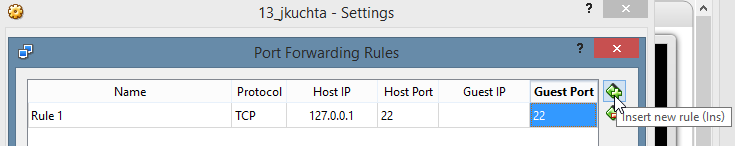 13_jkuchta - Settings
? ×
Port Forwarding Rules
? ×
Name Protocol Host IP Host Port Guest IP Guest Port
Rule 1 TCP 127.0.0.1 22 22
Insert new rule (Ins)